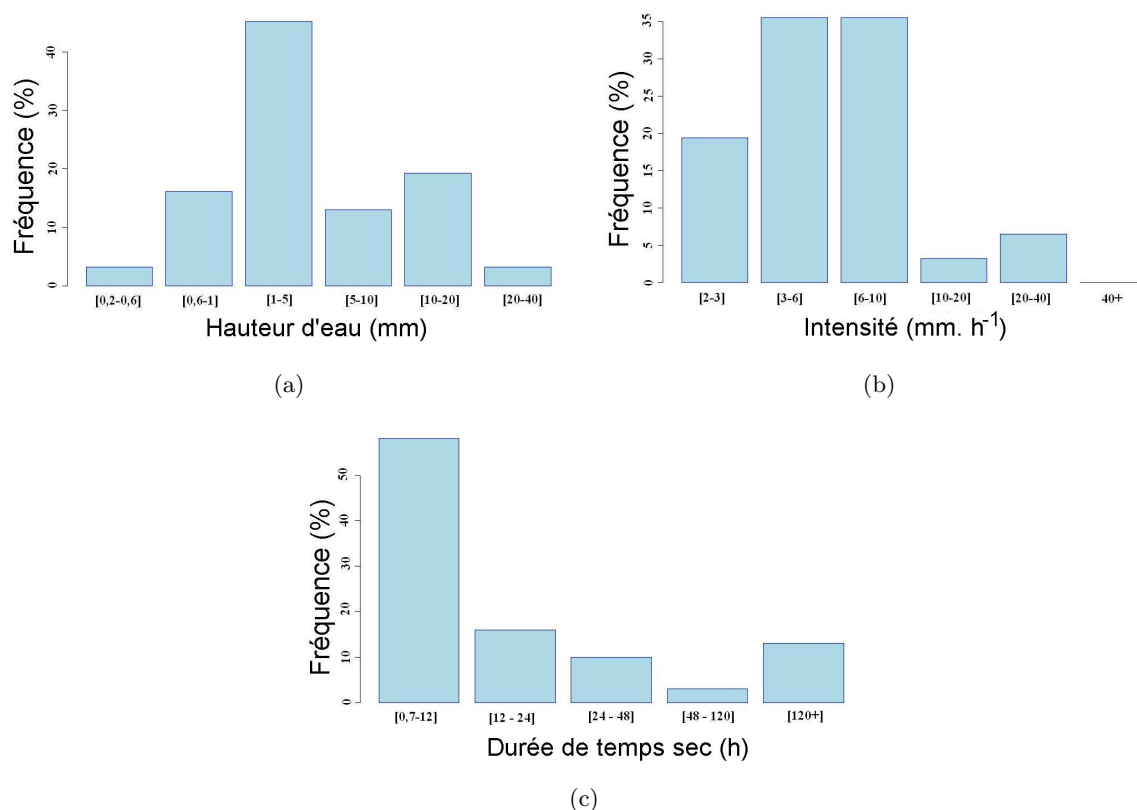 Fréquence (%)
0 10 20 30 40
[0,2-0,6] [0,6-1] [1-5] [5-10] [10-20] [20-40]
Hauteur d'eau (mm)
(a)
Fréquence (%)
0 5 10 15 20 25 30 35
[2-3] [3-6] [6-10] [10-20] [20-40] 40+
Intensité (mm. h⁻¹)
(b)
Fréquence (%)
0 10 20 30 40 50
[0,7-12] [12 - 24] [24 - 48] [48 - 120] [120+]
Durée de temps sec (h)
(c)